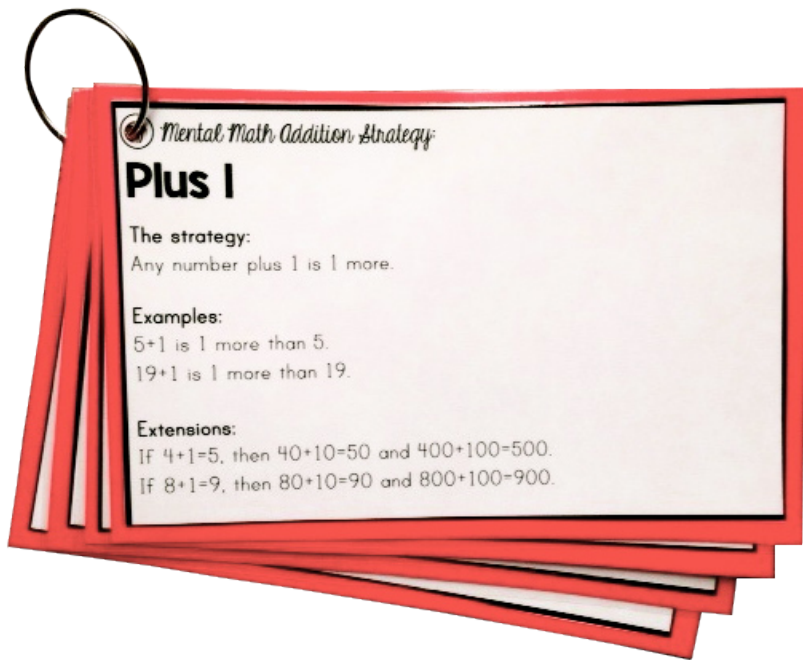 Mental Math Addition Strategy:
Plus 1
The strategy:
Any number plus 1 is 1 more.
Examples:
5+1 is 1 more than 5.
19+1 is 1 more than 19.
Extensions:
If 4+1=5, then 40+10=50 and 400+100=500.
If 8+1=9, then 80+10=90 and 800+100=900.